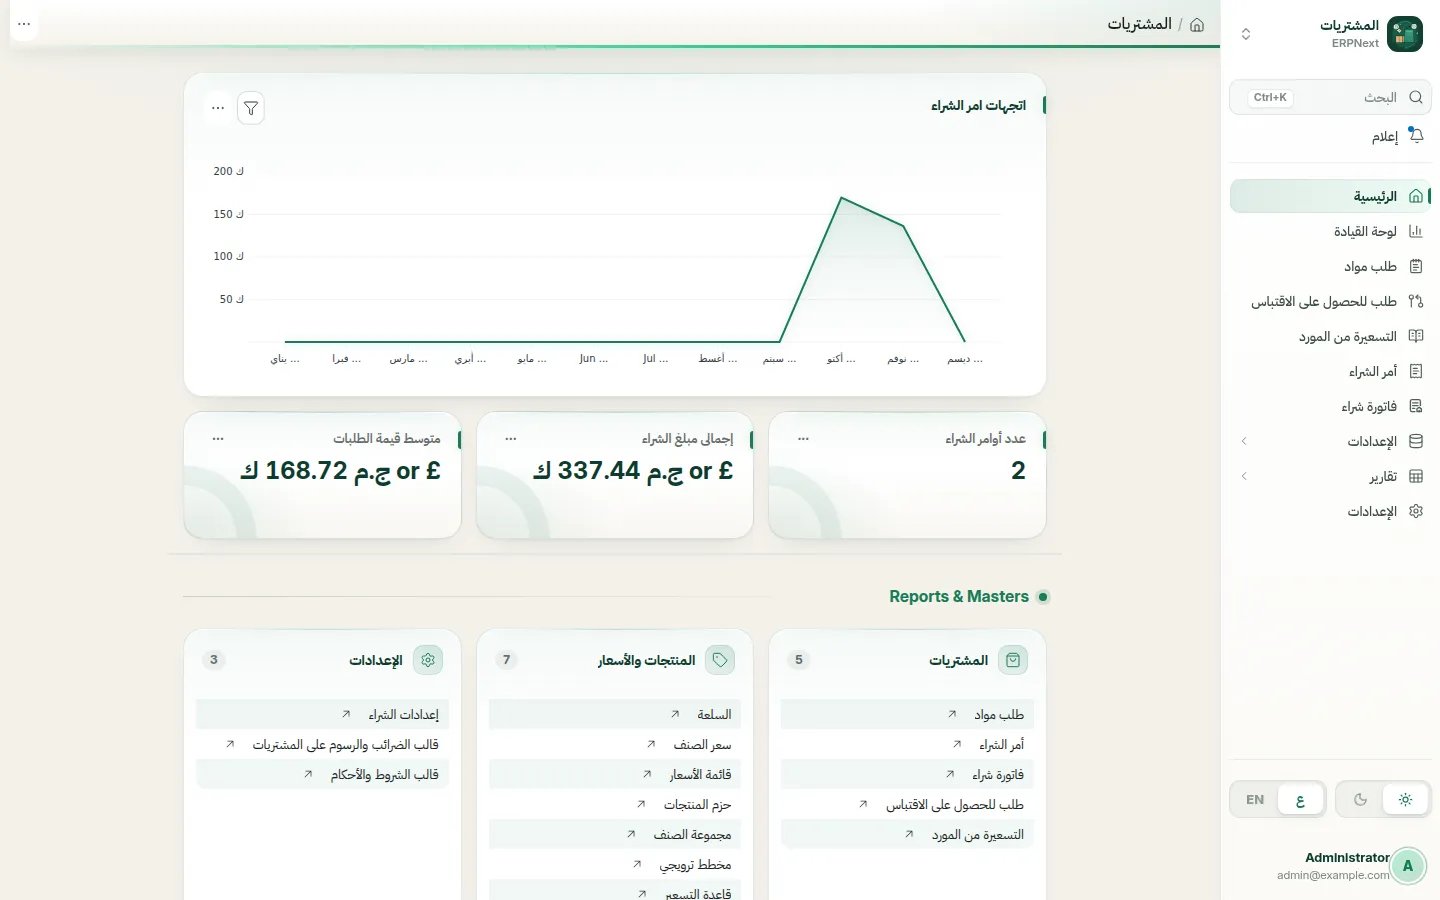 المشتريات
ERPNext
البحث
Ctrl+K
إعلام
الرئيسية
لوحة القيادة
طلب مواد
طلب للحصول على الاقتباس
التسعيرة من المورد
أمر الشراء
فاتورة شراء
الإعدادات
تقارير
الإعدادات
ع
EN
Administrator
admin@example.com
A
/ المشتريات
...
اتجهات امر الشراء
...
200 ك
150 ك
100 ك
50 ك
يناي ...
فبرا ...
مارس ...
أبري ...
مايو ...
Jun ...
Jul ...
أغسط ...
سبتم ...
أكتو ...
نوفم ...
ديسم ...
عدد أوامر الشراء
...
2
إجمالي مبلغ الشراء
...
£ or ج.م 337.44 ك
متوسط قيمة الطلبات
...
£ or ج.م 168.72 ك
Reports & Masters
المشتريات
5
طلب مواد
أمر الشراء
فاتورة شراء
طلب للحصول على الاقتباس
التسعيرة من المورد
المنتجات والأسعار
7
السلعة
سعر الصنف
قائمة الأسعار
حزم المنتجات
مجموعة الصنف
مخطط ترويجي
قاعدة التسعير
الإعدادات
3
إعدادات الشراء
قالب الضرائب والرسوم على المشتريات
قالب الشروط والأحكام